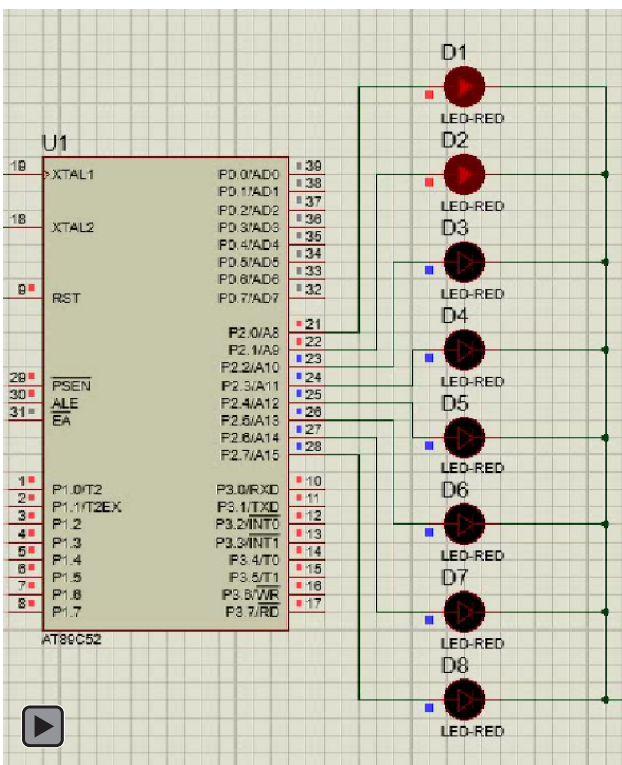 D1
LED-RED
D2
LED-RED
D3
LED-RED
D4
LED-RED
D5
LED-RED
D6
LED-RED
D7
LED-RED
D8
LED-RED
U1
19 XTAL1
18 XTAL2
9 RST
29 PSEN
30 ALE
31 EA
1 P1.0/T2
2 P1.1/T2EX
3 P1.2
4 P1.3
5 P1.4
6 P1.5
7 P1.6
8 P1.7
P0.0/AD0 39
P0.1/AD1 38
P0.2/AD2 37
P0.3/AD3 36
P0.4/AD4 35
P0.5/AD5 34
P0.6/AD6 33
P0.7/AD7 32
P2.0/A8 21
P2.1/A9 22
P2.2/A10 23
P2.3/A11 24
P2.4/A12 25
P2.5/A13 26
P2.6/A14 27
P2.7/A15 28
P3.0/RXD 10
P3.1/TXD 11
P3.2/INT0 12
P3.3/INT1 13
P3.4/T0 14
P3.5/T1 15
P3.6/WR 16
P3.7/RD 17
AT89C52